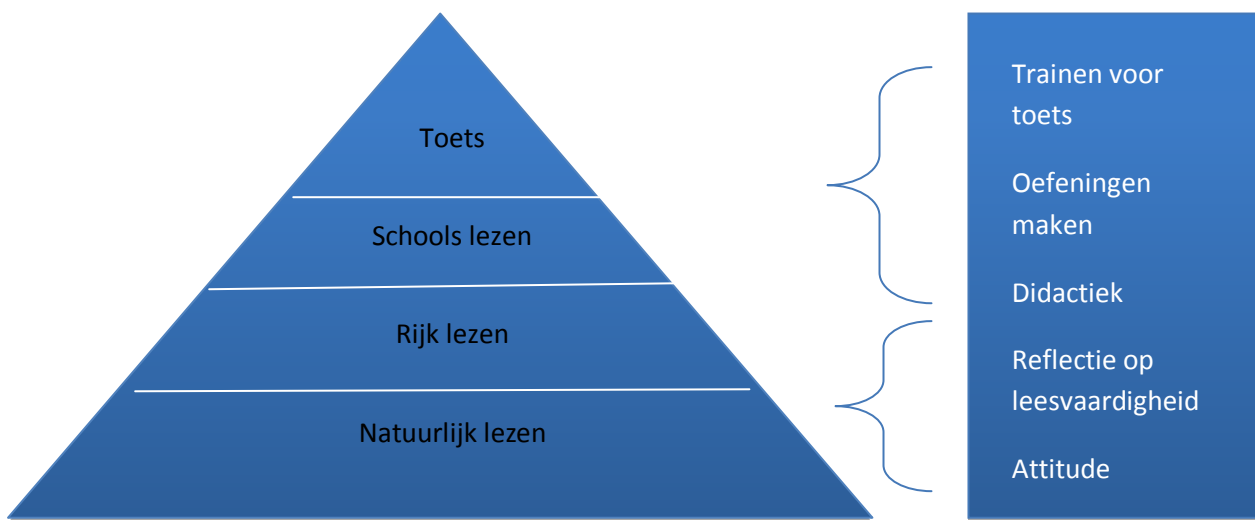 Toets
Schools lezen
Rijk lezen
Natuurlijk lezen
Trainen voor
toets
Oefeningen
maken
Didactiek
Reflectie op
leesvaardigheid
Attitude